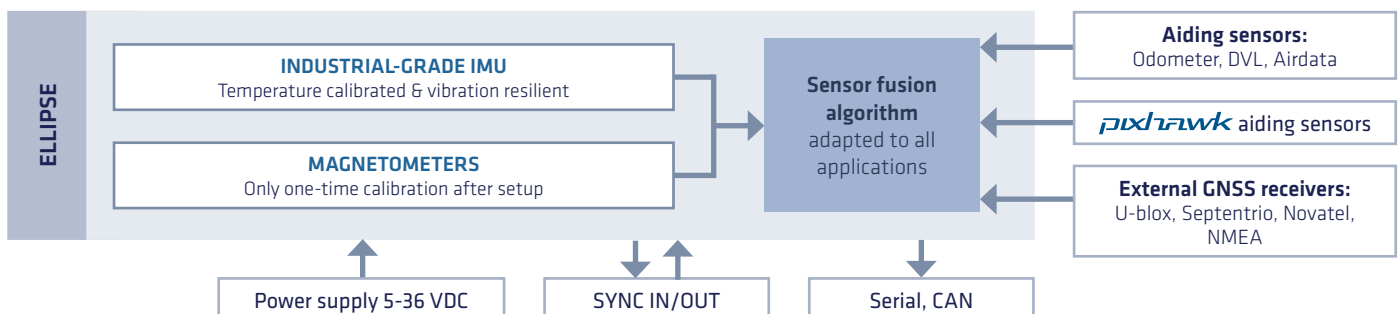 ELLIPSE
INDUSTRIAL-GRADE IMU
Temperature calibrated & vibration resilient
MAGNETOMETERS
Only one-time calibration after setup
Sensor fusion
algorithm
adapted to all
applications
Aiding sensors:
Odometer, DVL, Airdata
pixhawk aiding sensors
External GNSS receivers:
U-blox, Septentrio, Novatel,
NMEA
Power supply 5-36 VDC
SYNC IN/OUT
Serial, CAN